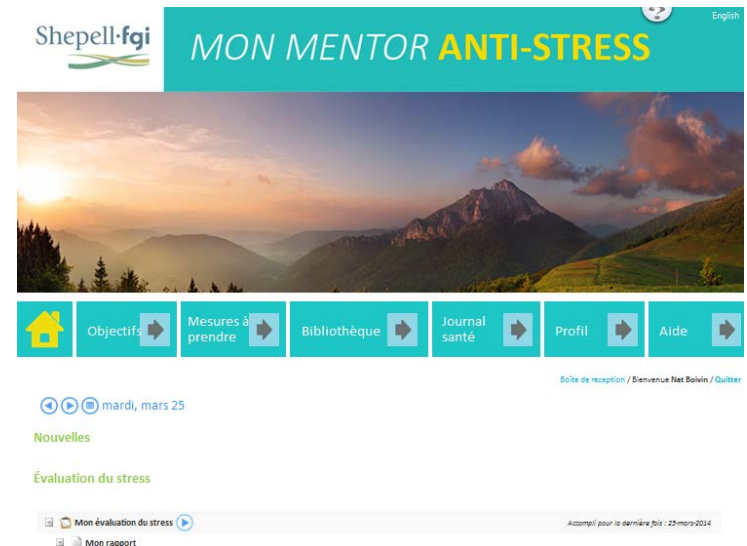 Shepell·fgi
English
MON MENTOR ANTI-STRESS
Objectifs
Mesures à prendre
Bibliothèque
Journal santé
Profil
Aide
Boîte de reception / Bienvenue Nat Boivin / Quitter
mardi, mars 25
Nouvelles
Évaluation du stress
Mon évaluation du stress
Accompli pour la dernière fois : 25-mars-2014
Mon rapport